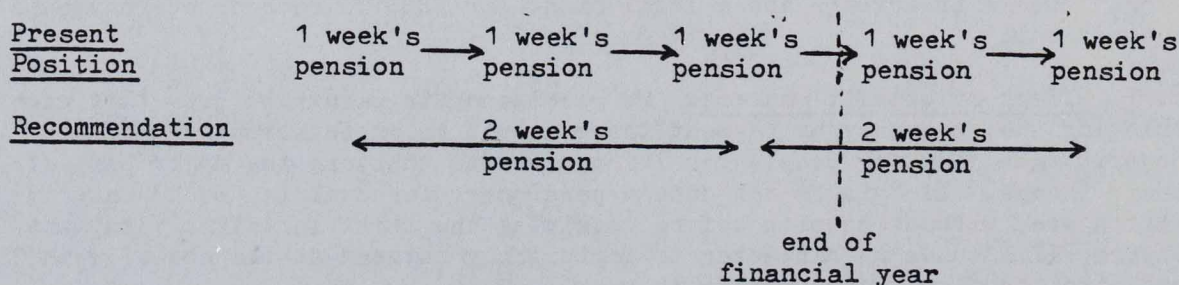 Present 1 week's 1 week's 1 week's 1 week's 1 week's
Position pension pension pension pension pension
Recommendation 2 week's 2 week's
pension pension
end of
financial year